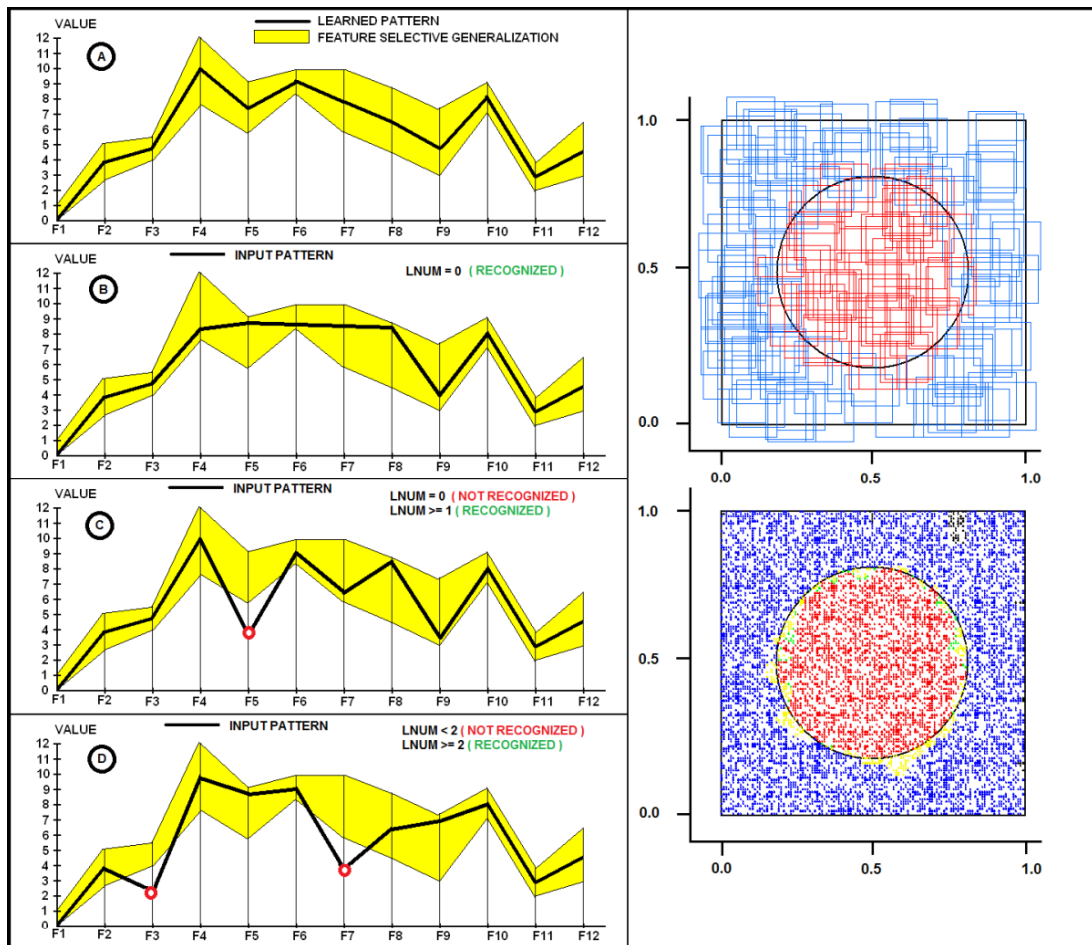 VALUE
LEARNED PATTERN
FEATURE SELECTIVE GENERALIZATION
A
12
11
10
9
8
7
6
5
4
3
2
1
0
F1 F2 F3 F4 F5 F6 F7 F8 F9 F10 F11 F12
VALUE
INPUT PATTERN
LNUM = 0 ( RECOGNIZED )
B
12
11
10
9
8
7
6
5
4
3
2
1
0
F1 F2 F3 F4 F5 F6 F7 F8 F9 F10 F11 F12
VALUE
INPUT PATTERN
LNUM = 0 ( NOT RECOGNIZED )
LNUM >= 1 ( RECOGNIZED )
C
12
11
10
9
8
7
6
5
4
3
2
1
0
F1 F2 F3 F4 F5 F6 F7 F8 F9 F10 F11 F12
VALUE
INPUT PATTERN
LNUM < 2 ( NOT RECOGNIZED )
LNUM >= 2 ( RECOGNIZED )
D
12
11
10
9
8
7
6
5
4
3
2
1
0
F1 F2 F3 F4 F5 F6 F7 F8 F9 F10 F11 F12
1.0
0.5
0.0
0.0 0.5 1.0
1.0
0.5
0.0
0.0 0.5 1.0